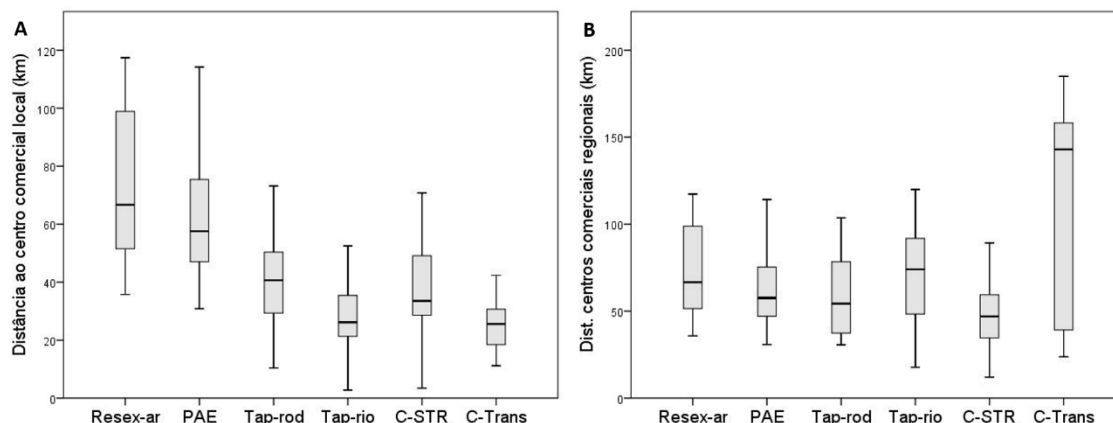 A
Distância ao centro comercial local (km)
120
100
80
60
40
20
0
Resex-ar PAE Tap-rod Tap-rio C-STR C-Trans
B
Dist. centros comerciais regionais (km)
200
150
100
50
0
Resex-ar PAE Tap-rod Tap-rio C-STR C-Trans